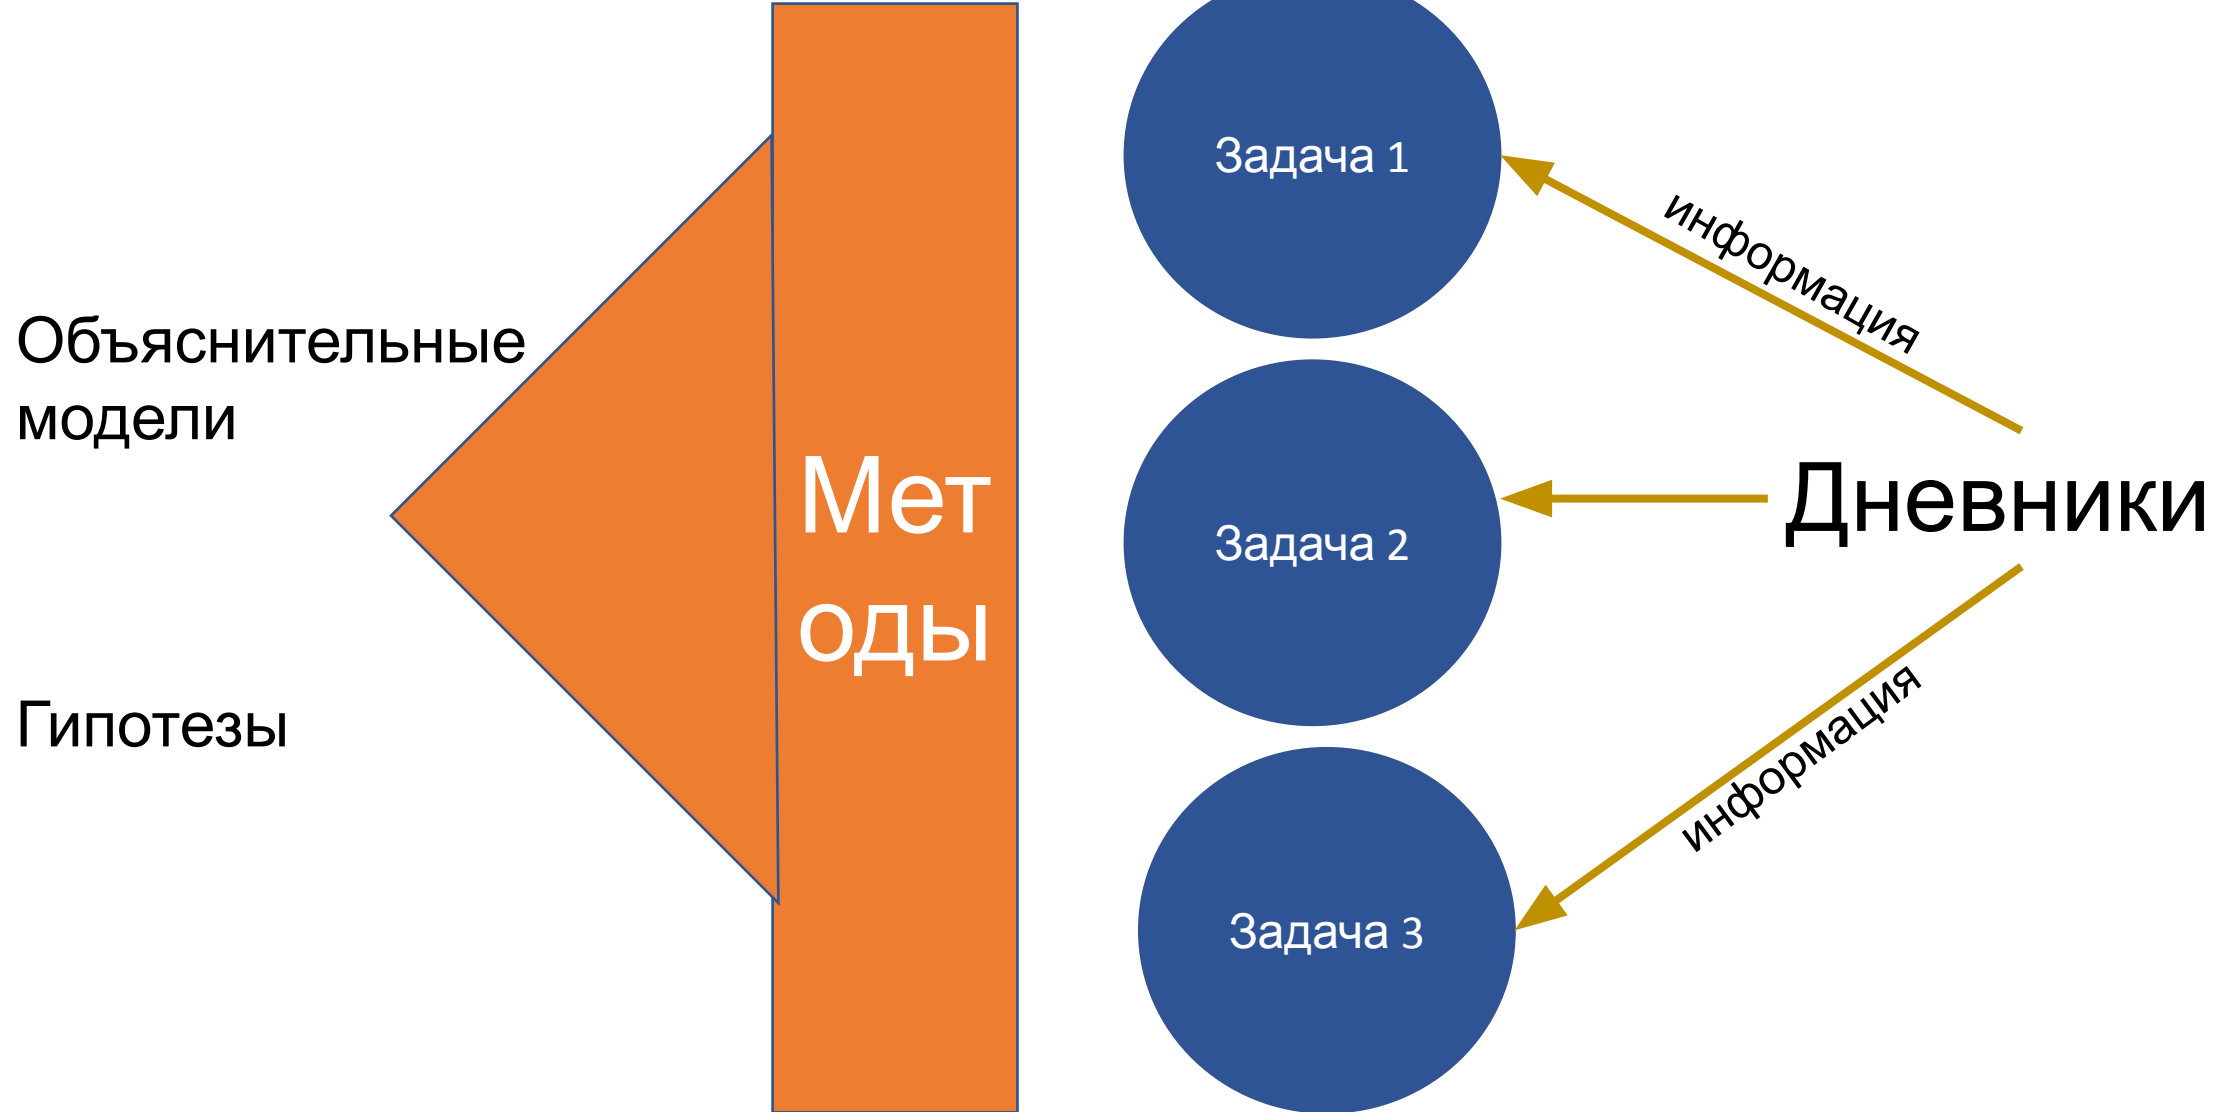 Объяснительные
модели
Гипотезы
Мет
оды
Задача 1
Задача 2
Задача 3
информация
Дневники
информация